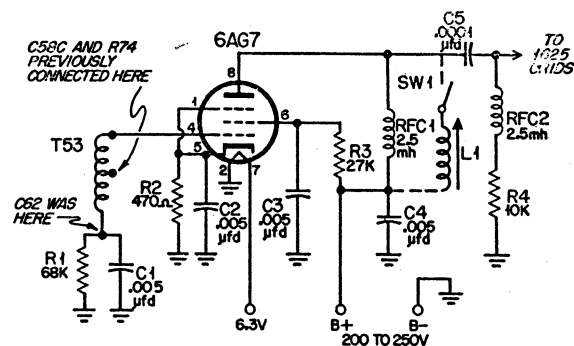 C58C AND R74
PREVIOUSLY
CONNECTED HERE
6AG7
C5
.0001
µfd
TO
1625
GRIDS
SW1
8
1
4
5
6
2
7
T53
RFC1
2.5
mh
L1
RFC2
2.5mh
R3
27K
C62 WAS
HERE
R2
470Ω
C2
.005
µfd
C3
.005
µfd
C4
.005
µfd
R4
10K
R1
68K
C1
.005
µfd
6.3V
B+
B-
200 TO 250V